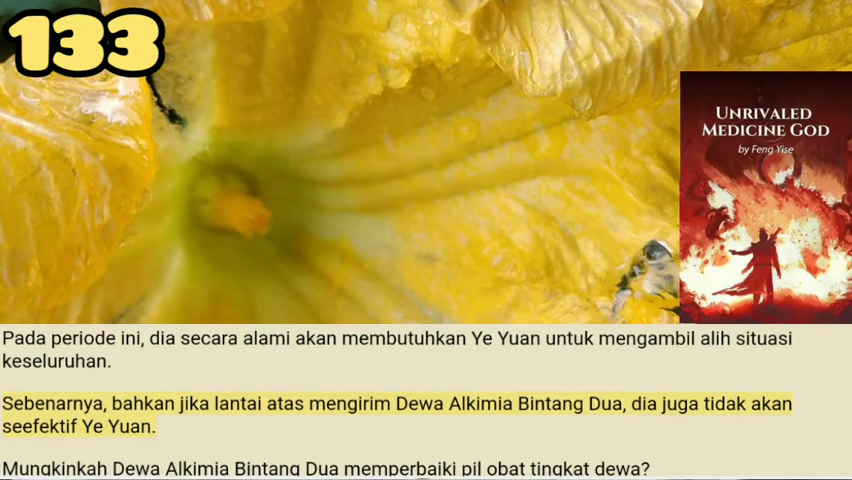 133
UNRIVALED
MEDICINE GOD
by Feng Yise
Pada periode ini, dia secara alami akan membutuhkan Ye Yuan untuk mengambil alih situasi
keseluruhan.
Sebenarnya, bahkan jika lantai atas mengirim Dewa Alkimia Bintang Dua, dia juga tidak akan
seefektif Ye Yuan.
Mungkinkah Dewa Alkimia Bintang Dua memperbaiki pil obat tingkat dewa?